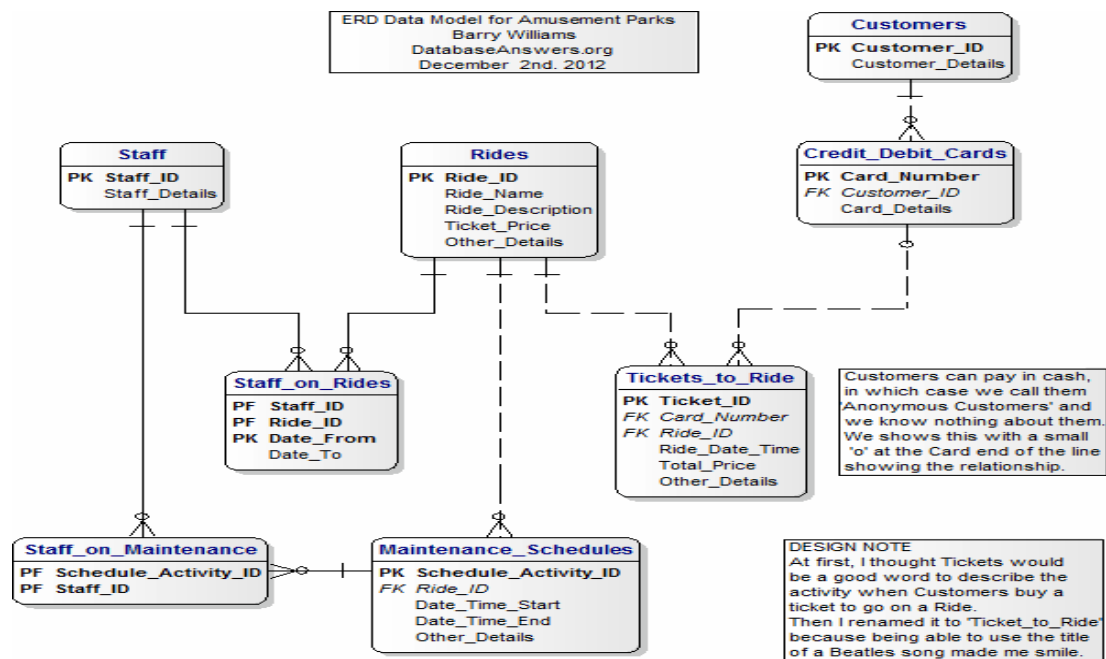 ERD Data Model for Amusement Parks
Barry Williams
DatabaseAnswers.org
December 2nd. 2012
Customers
PK Customer_ID
Customer_Details
Staff
PK Staff_ID
Staff_Details
Rides
PK Ride_ID
Ride_Name
Ride_Description
Ticket_Price
Other_Details
Credit_Debit_Cards
PK Card_Number
FK Customer_ID
Card_Details
Staff_on_Rides
PF Staff_ID
PF Ride_ID
PK Date_From
Date_To
Tickets_to_Ride
PK Ticket_ID
FK Card_Number
FK Ride_ID
Ride_Date_Time
Total_Price
Other_Details
Customers can pay in cash,
in which case we call them
'Anonymous Customers' and
we know nothing about them.
We shows this with a small
'o' at the Card end of the line
showing the relationship.
Staff_on_Maintenance
PF Schedule_Activity_ID
PF Staff_ID
Maintenance_Schedules
PK Schedule_Activity_ID
FK Ride_ID
Date_Time_Start
Date_Time_End
Other_Details
DESIGN NOTE
At first, I thought Tickets would
be a good word to describe the
activity when Customers buy a
ticket to go on a Ride.
Then I renamed it to 'Ticket_to_Ride'
because being able to use the title
of a Beatles song made me smile.